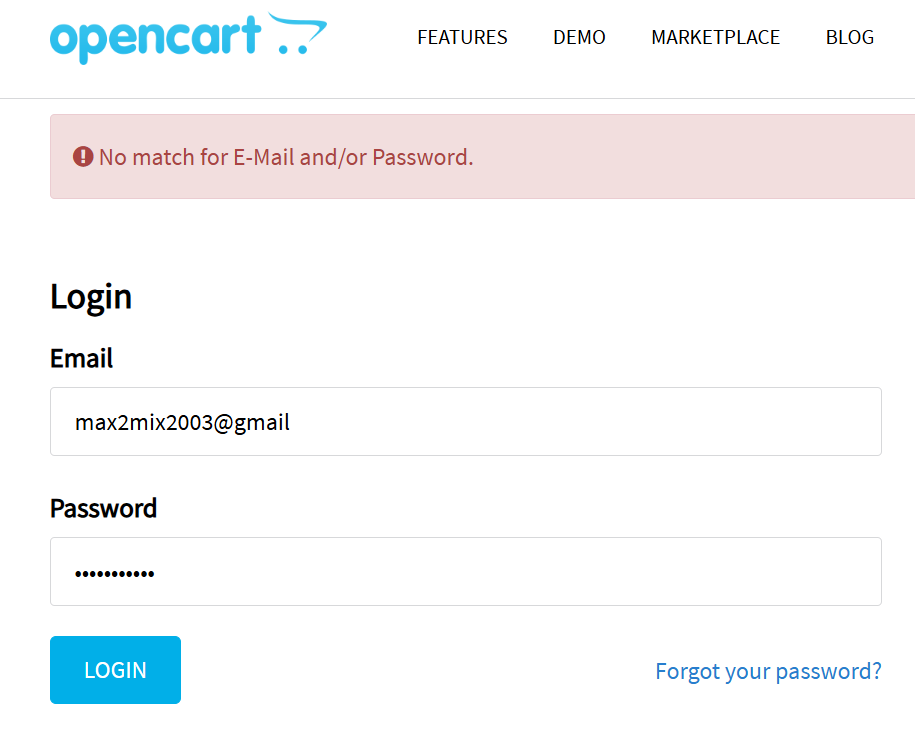 opencart
FEATURES DEMO MARKETPLACE BLOG
No match for E-Mail and/or Password.
Login
Email
max2mix2003@gmail
Password
•••••••••••
LOGIN Forgot your password?